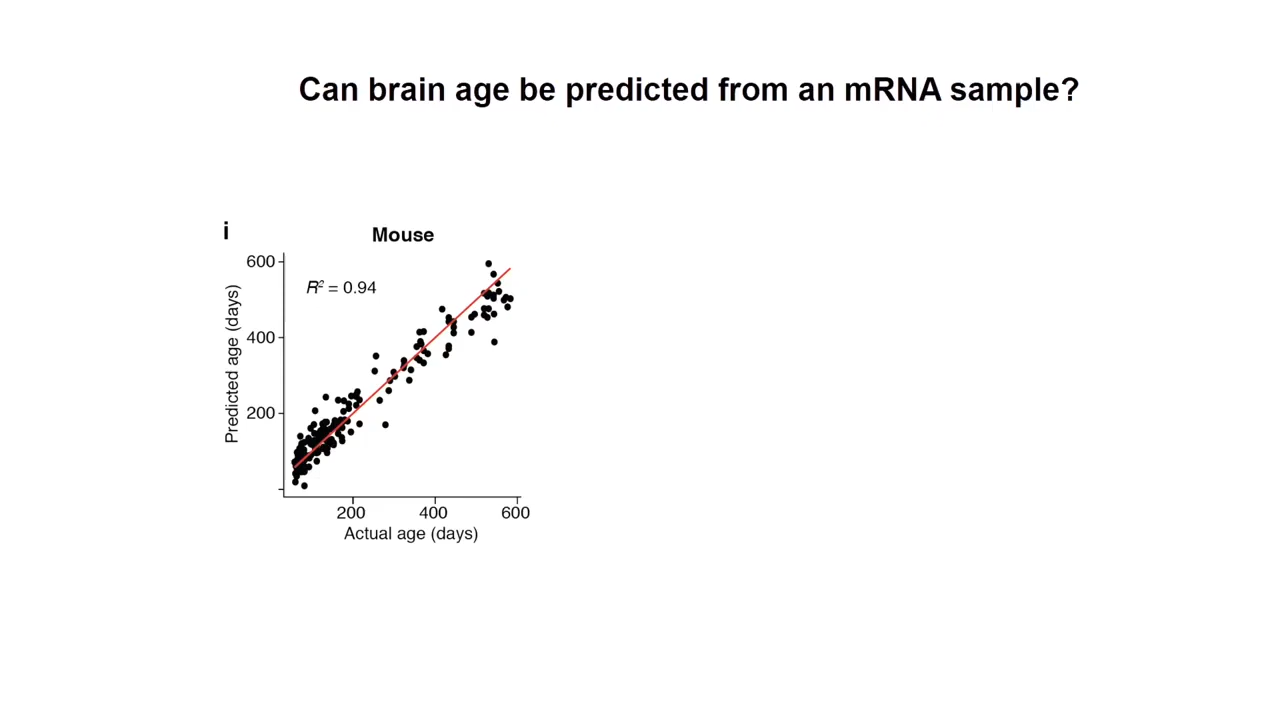 Can brain age be predicted from an mRNA sample?
i
Mouse
R² = 0.94
Predicted age (days)
600
400
200
200 400 600
Actual age (days)